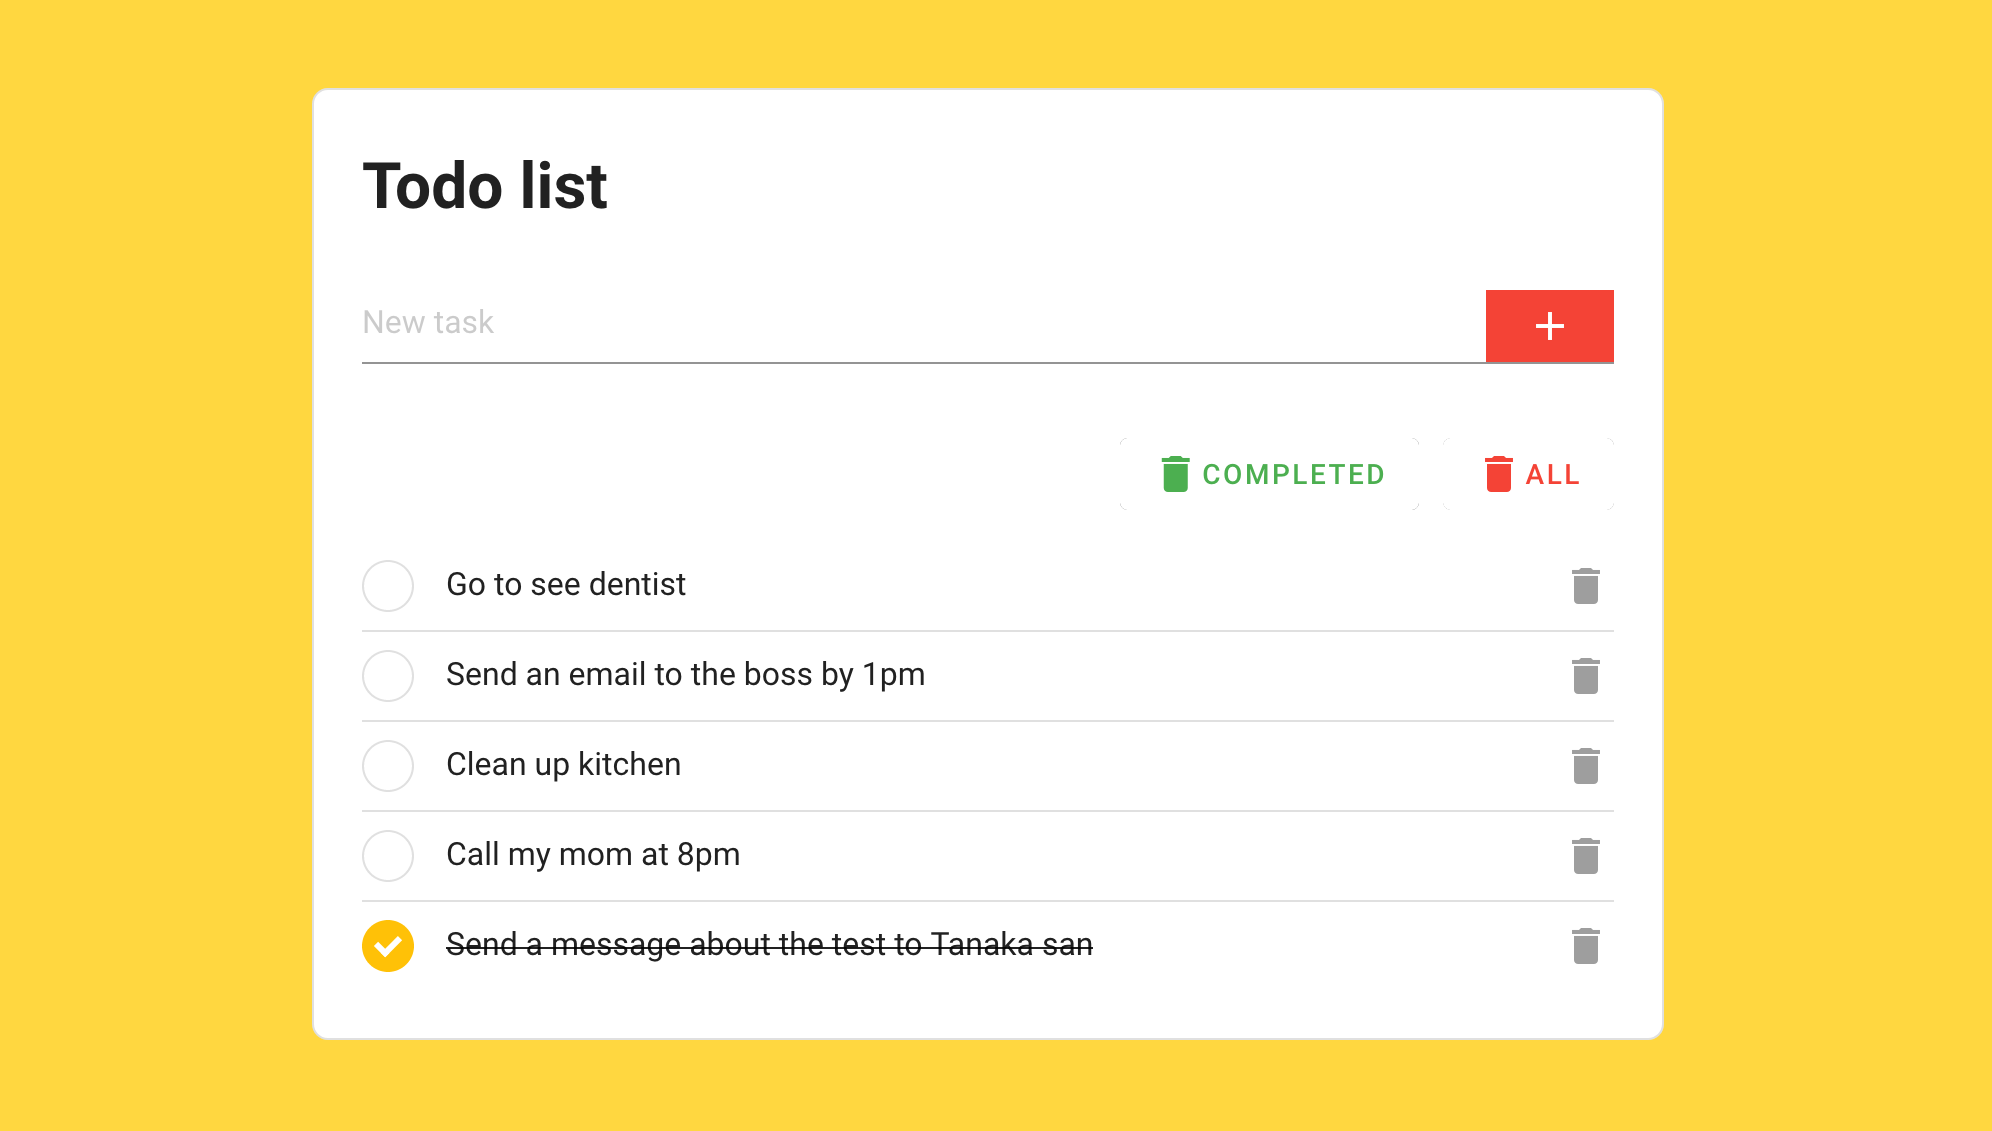 Todo list
New task
COMPLETED
ALL
Go to see dentist
Send an email to the boss by 1pm
Clean up kitchen
Call my mom at 8pm
Send a message about the test to Tanaka san